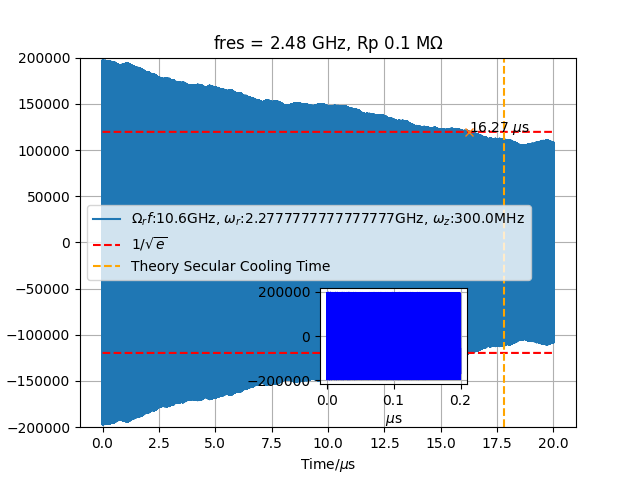 fres = 2.48 GHz, Rp 0.1 MΩ
200000
150000
100000
50000
0
−50000
−100000
−150000
−200000
16.27 μs
Ω_rf:10.6GHz, ω_r:2.2777777777777777GHz, ω_z:300.0MHz
1/√e
Theory Secular Cooling Time
200000
0
−200000
0.0 0.1 0.2
μs
0.0 2.5 5.0 7.5 10.0 12.5 15.0 17.5 20.0
Time/μs